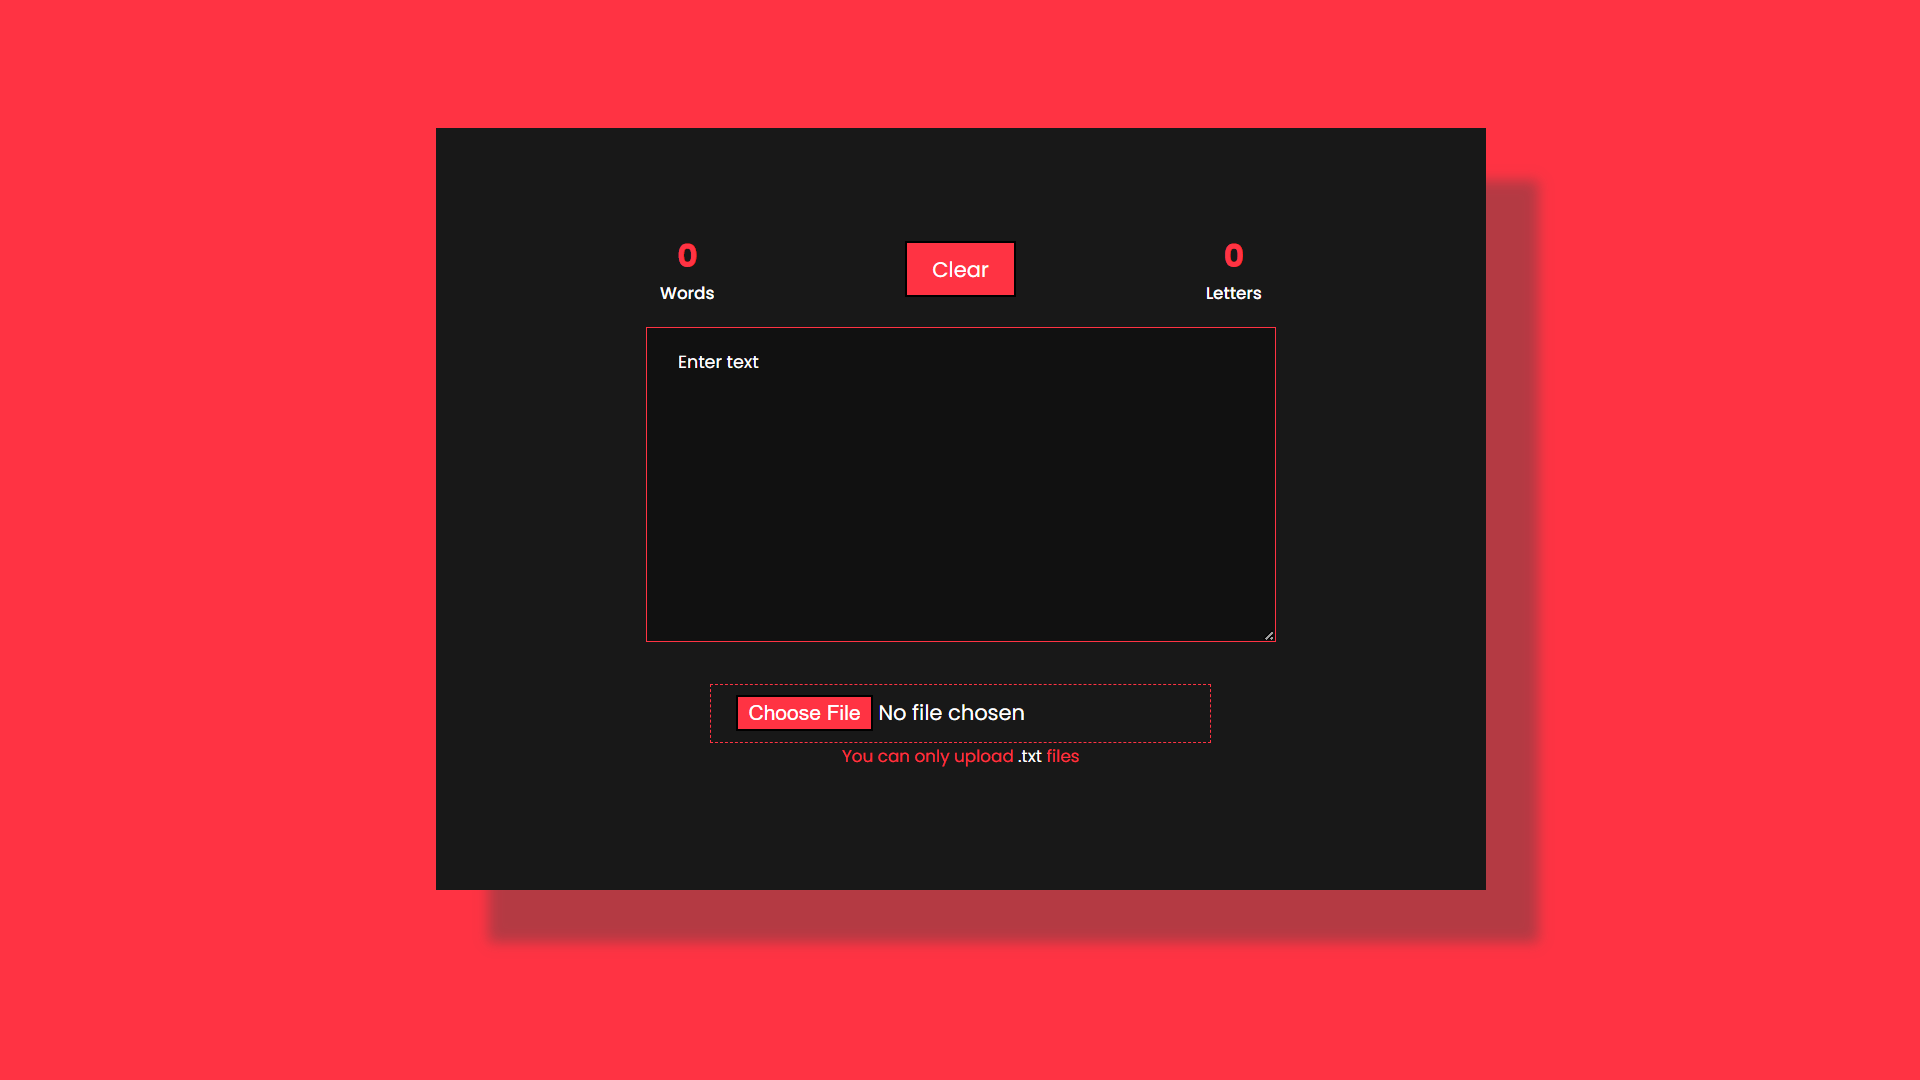 0
Words
Clear
0
Letters
Enter text
Choose File No file chosen
You can only upload .txt files